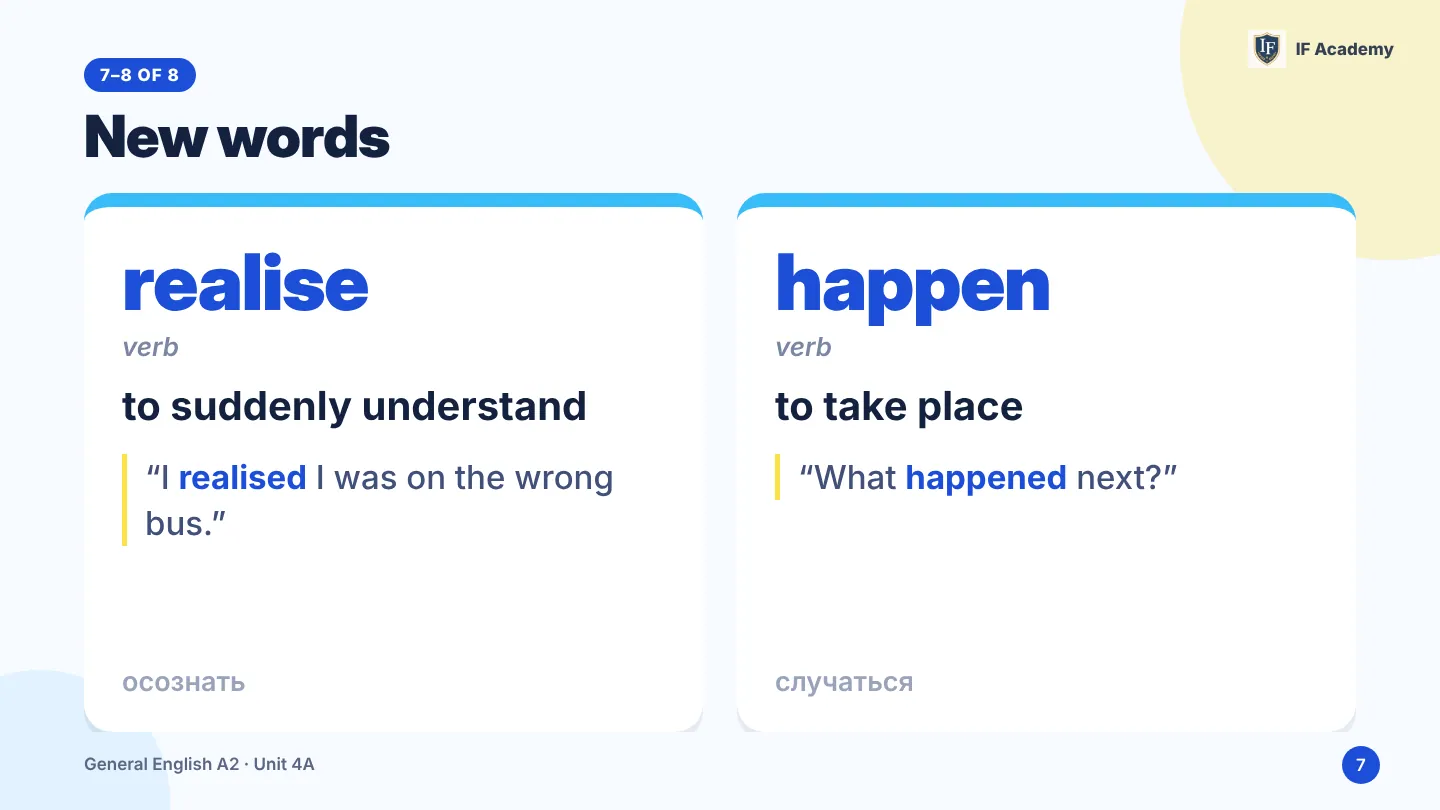 IF Academy
7–8 OF 8
New words
realise
verb
to suddenly understand
“I realised I was on the wrong
bus.”
осознать
happen
verb
to take place
“What happened next?”
случаться
General English A2 · Unit 4A
7